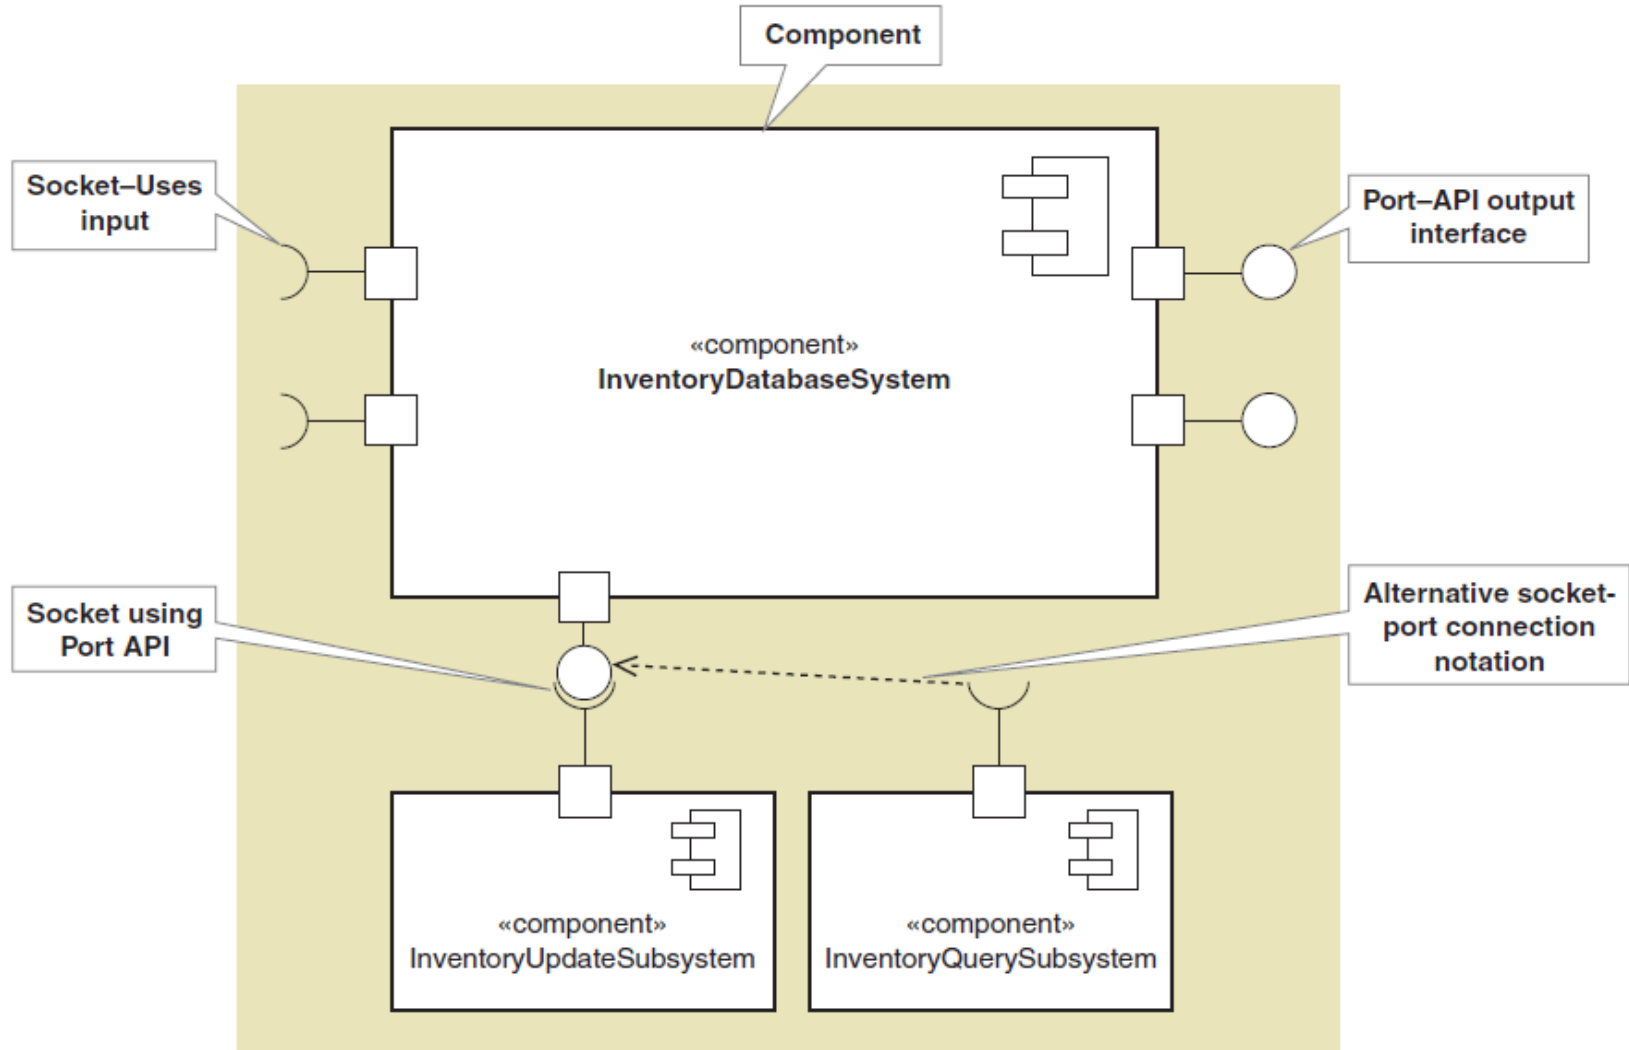 Component
Socket–Uses
input
Port–API output
interface
«component»
InventoryDatabaseSystem
Socket using
Port API
Alternative socket-
port connection
notation
«component»
InventoryUpdateSubsystem
«component»
InventoryQuerySubsystem